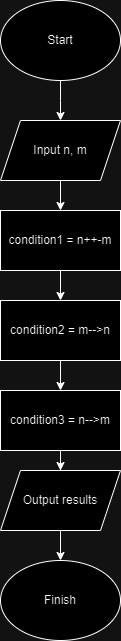 Start
Input n, m
condition1 = n++-m
condition2 = m-->n
condition3 = n-->m
Output results
Finish